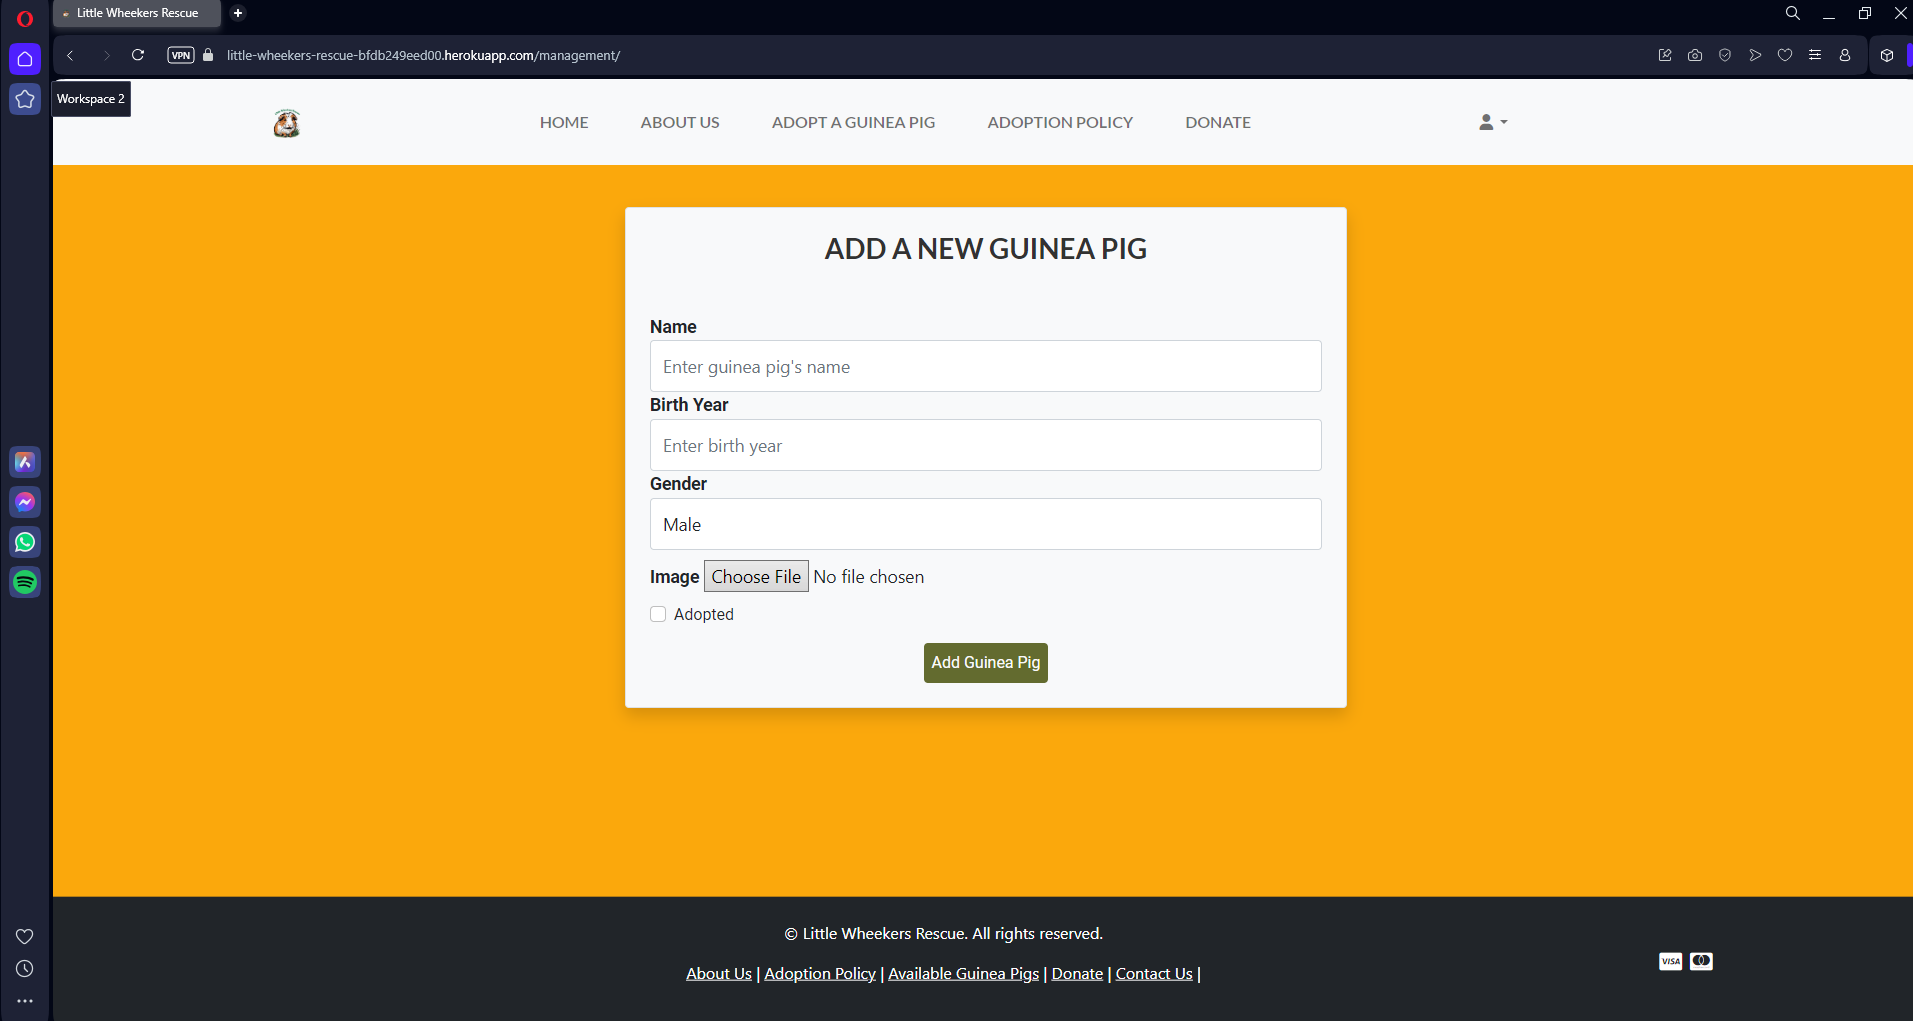 Little Wheekers Rescue
VPN
little-wheekers-rescue-bfdb249eed00.herokuapp.com/management/
Workspace 2
HOME ABOUT US ADOPT A GUINEA PIG ADOPTION POLICY DONATE
ADD A NEW GUINEA PIG
Name
Enter guinea pig's name
Birth Year
Enter birth year
Gender
Male
Image Choose File No file chosen
Adopted
Add Guinea Pig
© Little Wheekers Rescue. All rights reserved.
About Us | Adoption Policy | Available Guinea Pigs | Donate | Contact Us |
VISA